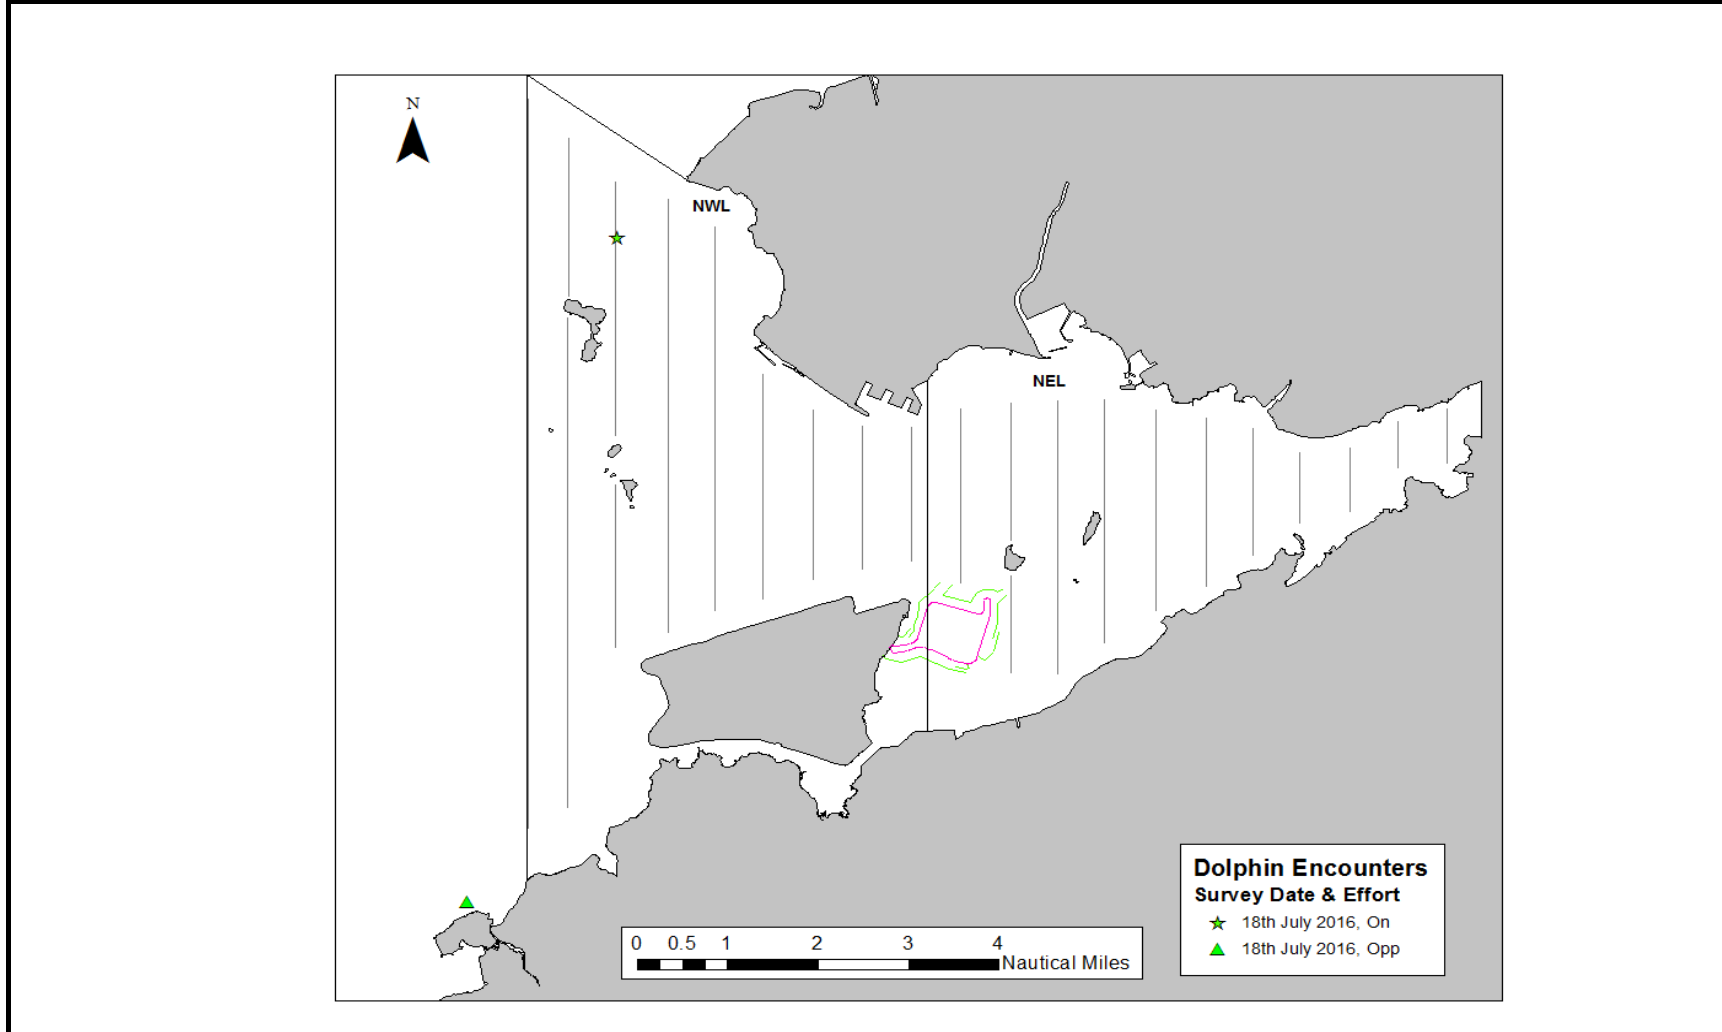 N
NWL
NEL
Dolphin Encounters
Survey Date & Effort
18th July 2016, On
18th July 2016, Opp
0 0.5 1 2 3 4
Nautical Miles